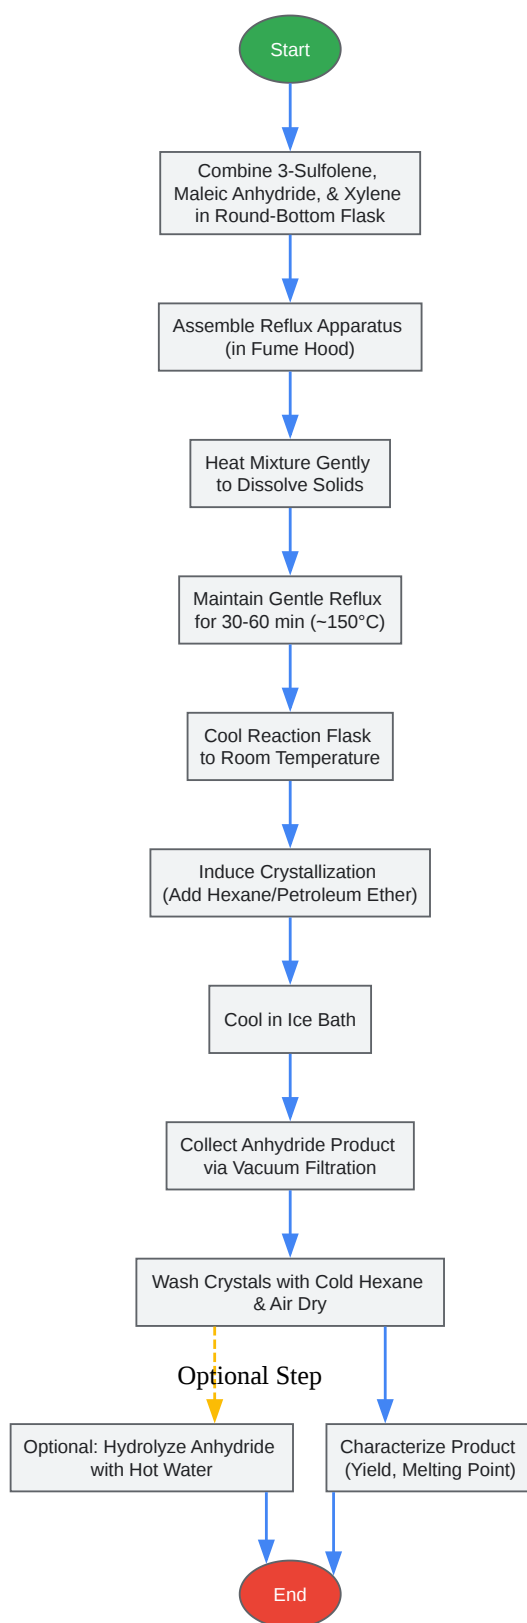 Start
Combine 3-Sulfolene,
Maleic Anhydride, & Xylene
in Round-Bottom Flask
Assemble Reflux Apparatus
(in Fume Hood)
Heat Mixture Gently
to Dissolve Solids
Maintain Gentle Reflux
for 30-60 min (~150°C)
Cool Reaction Flask
to Room Temperature
Induce Crystallization
(Add Hexane/Petroleum Ether)
Cool in Ice Bath
Collect Anhydride Product
via Vacuum Filtration
Wash Crystals with Cold Hexane
& Air Dry
Optional Step
Optional: Hydrolyze Anhydride
with Hot Water
Characterize Product
(Yield, Melting Point)
End